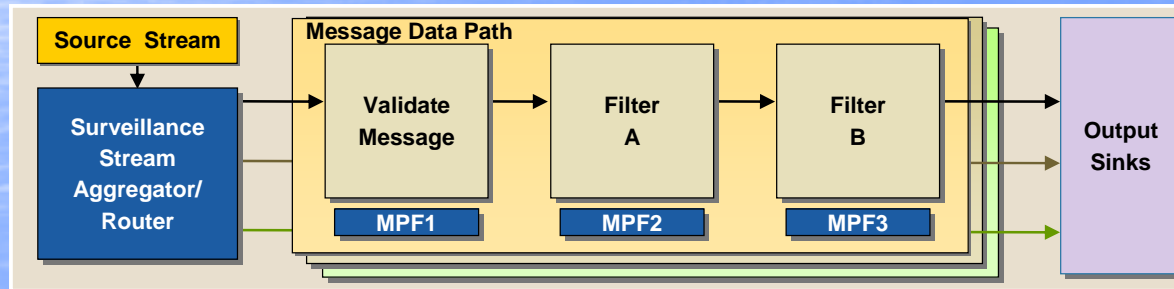 Source Stream
Surveillance
Stream
Aggregator/
Router
Message Data Path
Validate
Message
MPF1
Filter
A
MPF2
Filter
B
MPF3
Output
Sinks